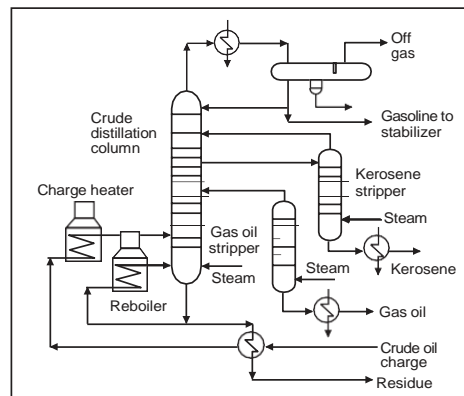 Off
gas
Crude
distillation
column
Gasoline to
stabilizer
Charge heater
Kerosene
stripper
Gas oil
stripper
Steam
Steam
Steam
Reboiler
Kerosene
Gas oil
Crude oil
charge
Residue